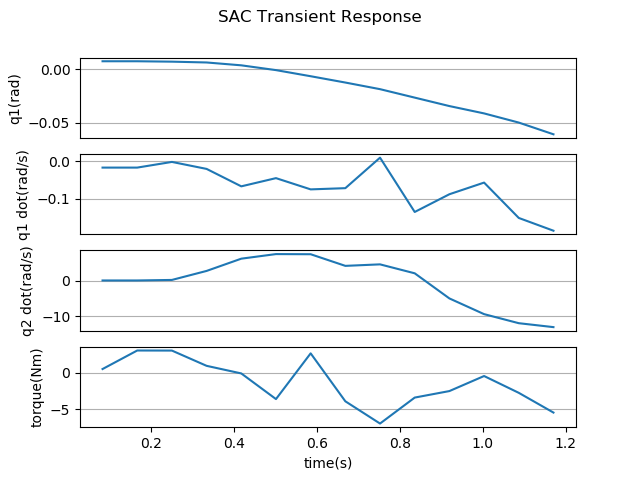 SAC Transient Response
q1(rad)
0.00
−0.05
q1 dot(rad/s)
0.0
−0.1
q2 dot(rad/s)
0
−10
torque(Nm)
0
−5
0.2 0.4 0.6 0.8 1.0 1.2
time(s)